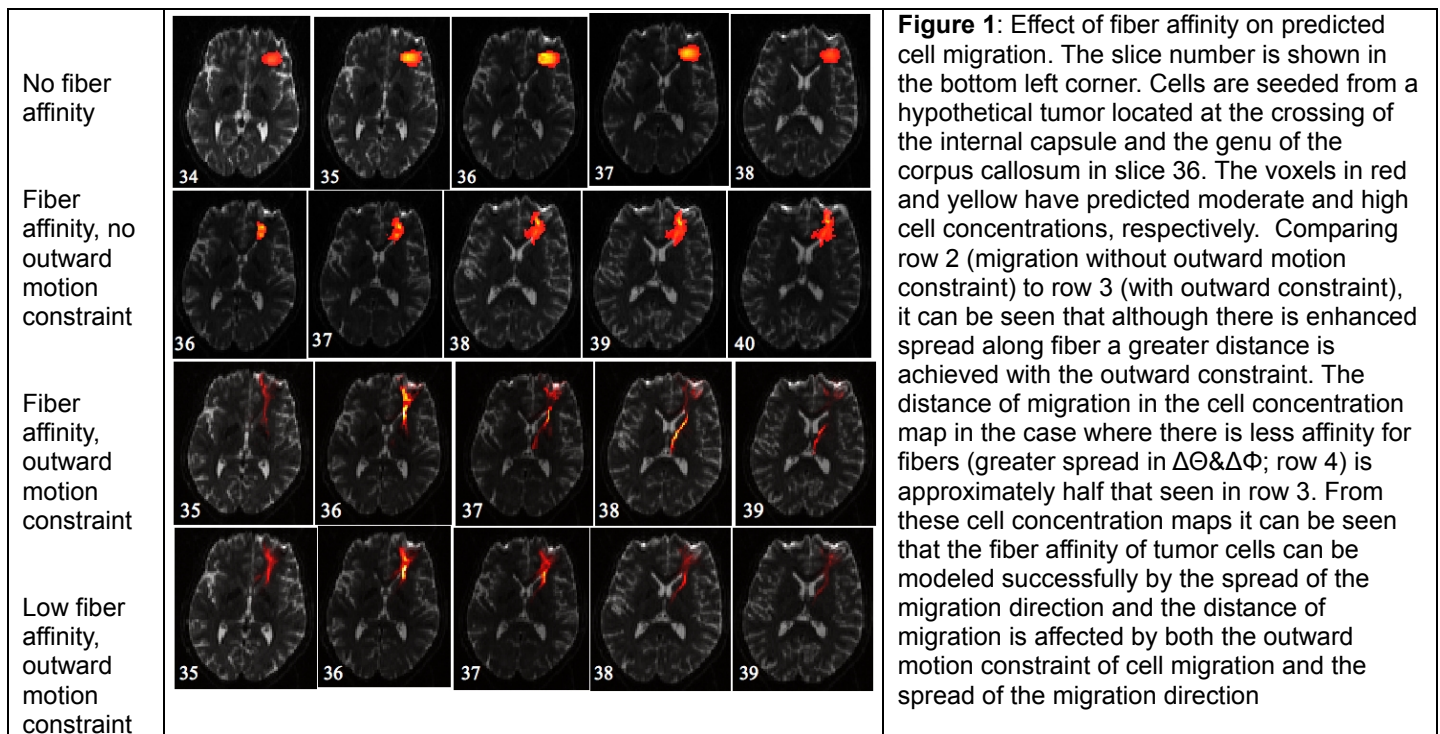 No fiber
affinity
Fiber
affinity, no
outward
motion
constraint
Fiber
affinity,
outward
motion
constraint
Low fiber
affinity,
outward
motion
constraint
34 35 36 37 38
36 37 38 39 40
35 36 37 38 39
35 36 37 38 39
Figure 1: Effect of fiber affinity on predicted
cell migration. The slice number is shown in
the bottom left corner. Cells are seeded from a
hypothetical tumor located at the crossing of
the internal capsule and the genu of the
corpus callosum in slice 36. The voxels in red
and yellow have predicted moderate and high
cell concentrations, respectively.  Comparing
row 2 (migration without outward motion
constraint) to row 3 (with outward constraint),
it can be seen that although there is enhanced
spread along fiber a greater distance is
achieved with the outward constraint. The
distance of migration in the cell concentration
map in the case where there is less affinity for
fibers (greater spread in ΔΘ&ΔΦ; row 4) is
approximately half that seen in row 3. From
these cell concentration maps it can be seen
that the fiber affinity of tumor cells can be
modeled successfully by the spread of the
migration direction and the distance of
migration is affected by both the outward
motion constraint of cell migration and the
spread of the migration direction